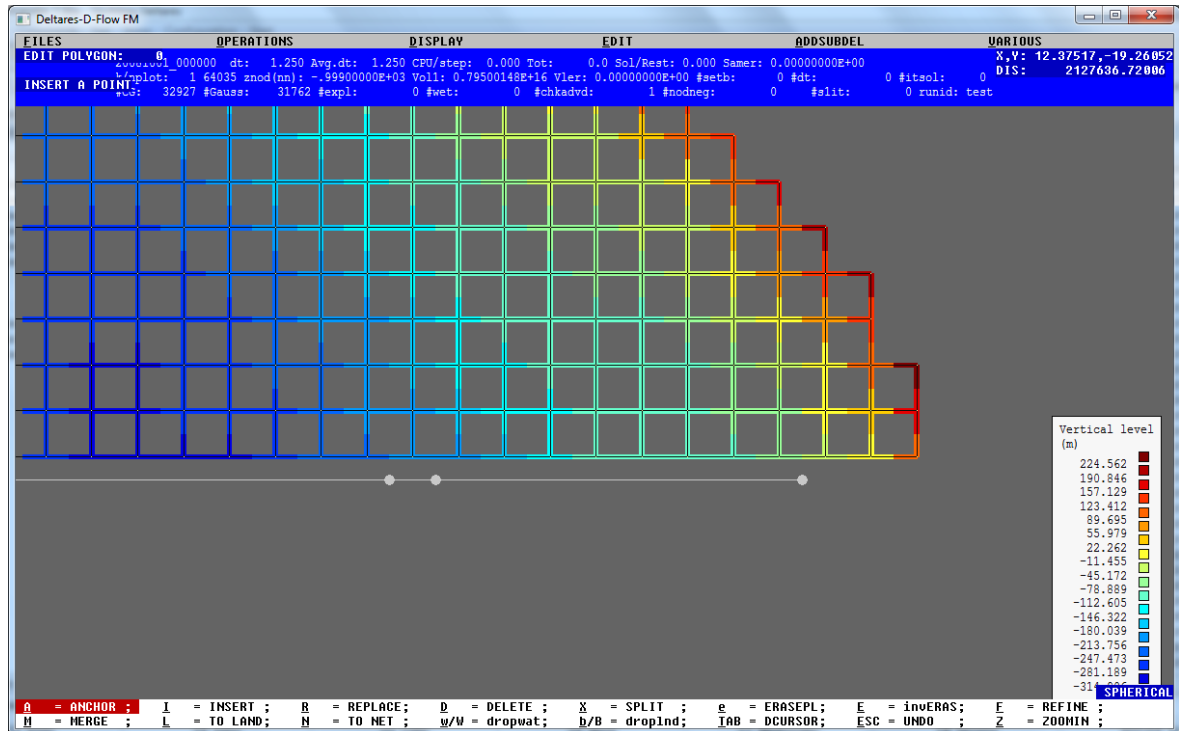 Deltares-D-Flow FM
FILES OPERATIONS DISPLAY EDIT ADDSUBDEL VARIOUS
EDIT POLYGON: 0.
_000000 dt: 1.250 Avg.dt: 1.250 CPU/step: 0.000 Tot: 0.0 Sol/Rest: 0.000 Samer: 0.00000000E+00
X,Y: 12.37517,-19.26052
DIS: 2127636.72006
1 64035 znod(nn): -.99900000E+03 Vol1: 0.79500148E+16 Vler: 0.00000000E+00 #setb: 0 #dt: 0 #itsol: 0
INSERT A POINT
#CG: 32927 #Gauss: 31762 #expl: 0 #wet: 0 #chkadvd: 1 #nodneg: 0 #slit: 0 runid: test
Vertical level
(m)
224.562
190.846
157.129
123.412
89.695
55.979
22.262
-11.455
-45.172
-78.889
-112.605
-146.322
-180.039
-213.756
-247.473
-281.189
SPHERICAL
A = ANCHOR ; I = INSERT ; R = REPLACE; D = DELETE ; X = SPLIT ; e = ERASEPL; E = invERAS; F = REFINE ;
M = MERGE ; L = TO LAND; N = TO NET ; w/W = dropwat; b/B = droplnd; TAB = DCURSOR; ESC = UNDO ; Z = ZOOMIN ;